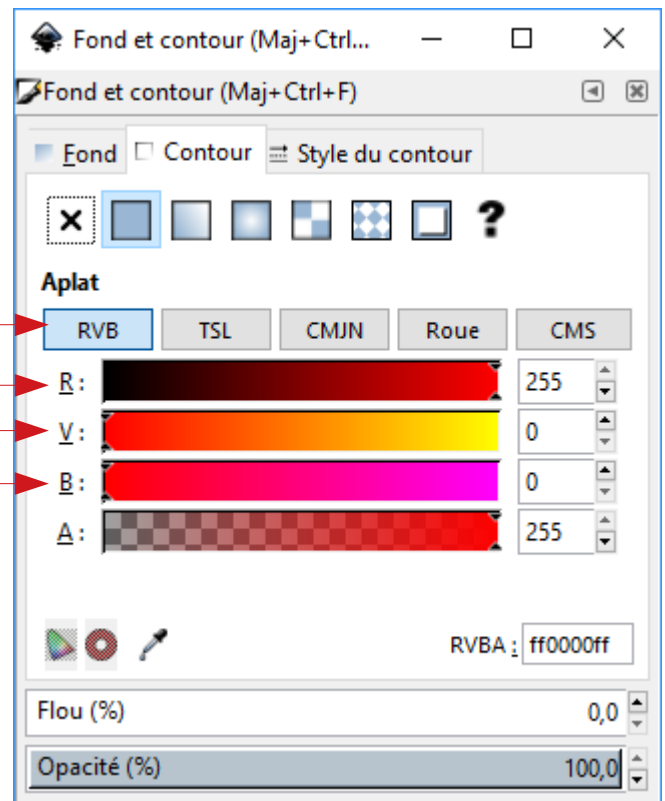 Fond et contour (Maj+Ctrl...
Fond et contour (Maj+Ctrl+F)
Fond Contour Style du contour
?
Aplat
RVB TSL CMJN Roue CMS
R: 255
V: 0
B: 0
A: 255
RVBA: ff0000ff
Flou (%) 0,0
Opacité (%) 100,0